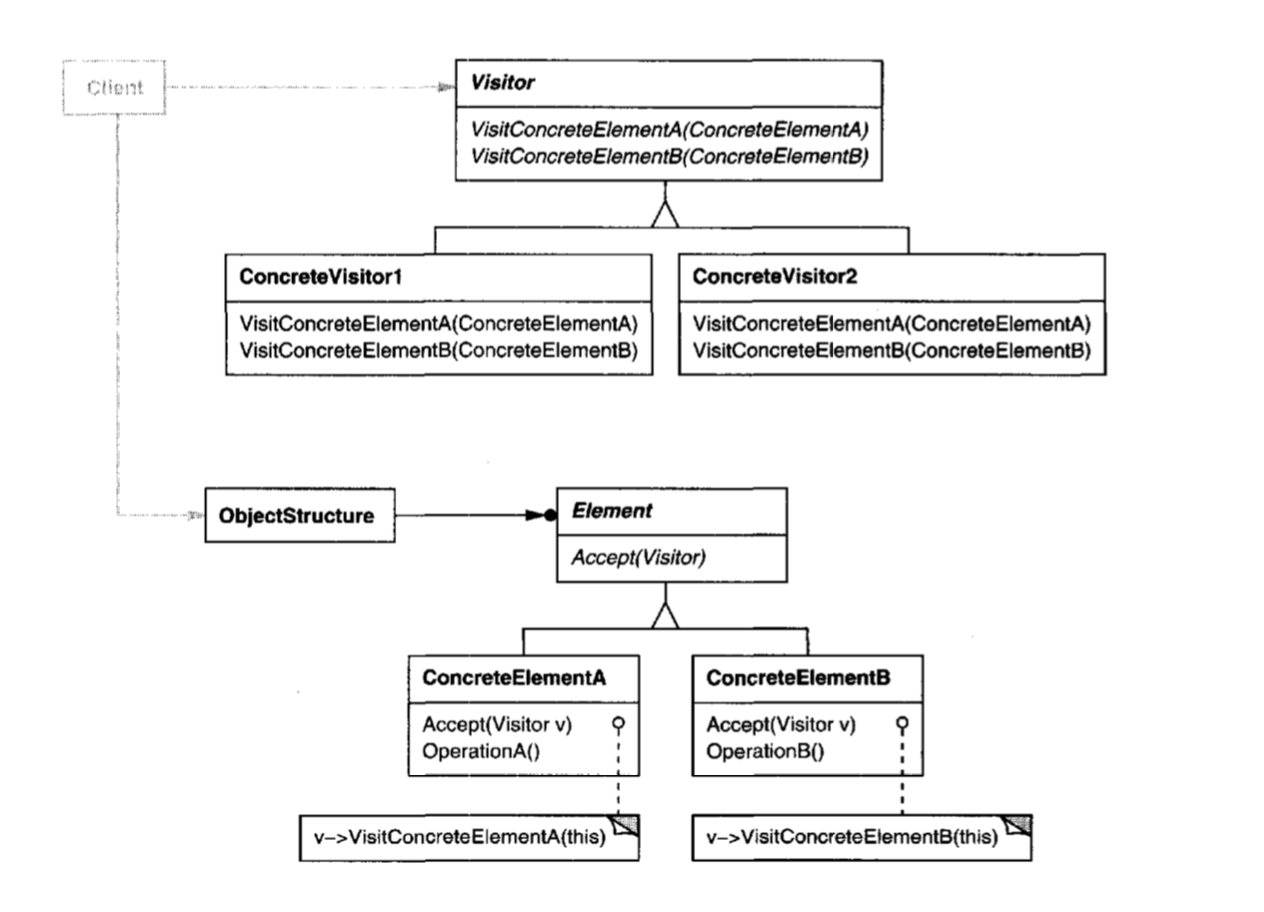 Client
Visitor
VisitConcreteElementA(ConcreteElementA)
VisitConcreteElementB(ConcreteElementB)
ConcreteVisitor1
VisitConcreteElementA(ConcreteElementA)
VisitConcreteElementB(ConcreteElementB)
ConcreteVisitor2
VisitConcreteElementA(ConcreteElementA)
VisitConcreteElementB(ConcreteElementB)
ObjectStructure
Element
Accept(Visitor)
ConcreteElementA
Accept(Visitor v)
OperationA()
ConcreteElementB
Accept(Visitor v)
OperationB()
v–>VisitConcreteElementA(this)
v–>VisitConcreteElementB(this)